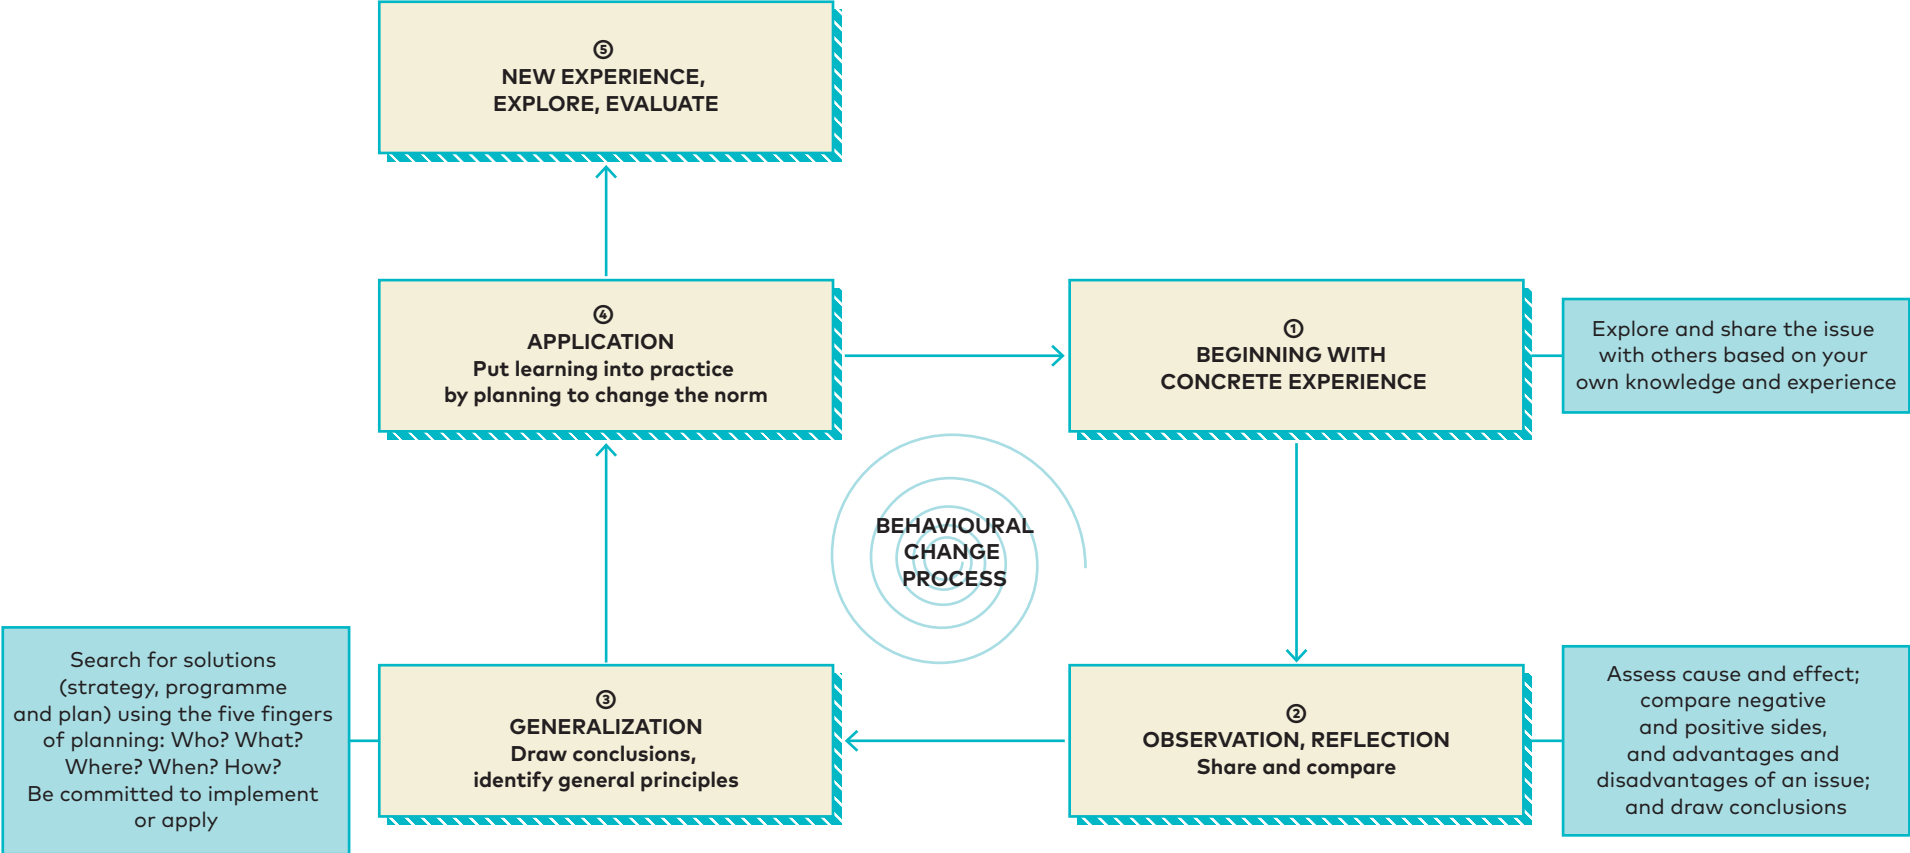 ⑤
NEW EXPERIENCE,
EXPLORE, EVALUATE
④
APPLICATION
Put learning into practice
by planning to change the norm
①
BEGINNING WITH
CONCRETE EXPERIENCE
Explore and share the issue
with others based on your
own knowledge and experience
BEHAVIOURAL
CHANGE
PROCESS
Search for solutions
(strategy, programme
and plan) using the five fingers
of planning: Who? What?
Where? When? How?
Be committed to implement
or apply
③
GENERALIZATION
Draw conclusions,
identify general principles
②
OBSERVATION, REFLECTION
Share and compare
Assess cause and effect;
compare negative
and positive sides,
and advantages and
disadvantages of an issue;
and draw conclusions